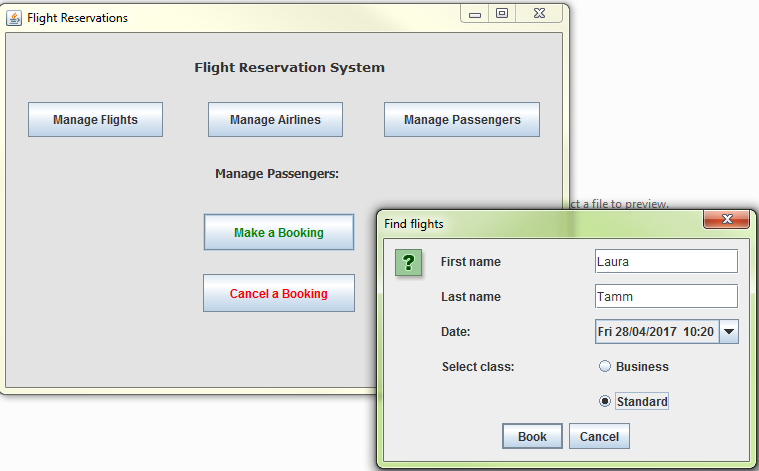 Flight Reservations
Flight Reservation System
Manage Flights Manage Airlines Manage Passengers
Manage Passengers:
Make a Booking
Cancel a Booking
ct a file to preview.
Find flights
?
First name Laura
Last name Tamm
Date: Fri 28/04/2017 10:20
Select class: Business
Standard
Book Cancel